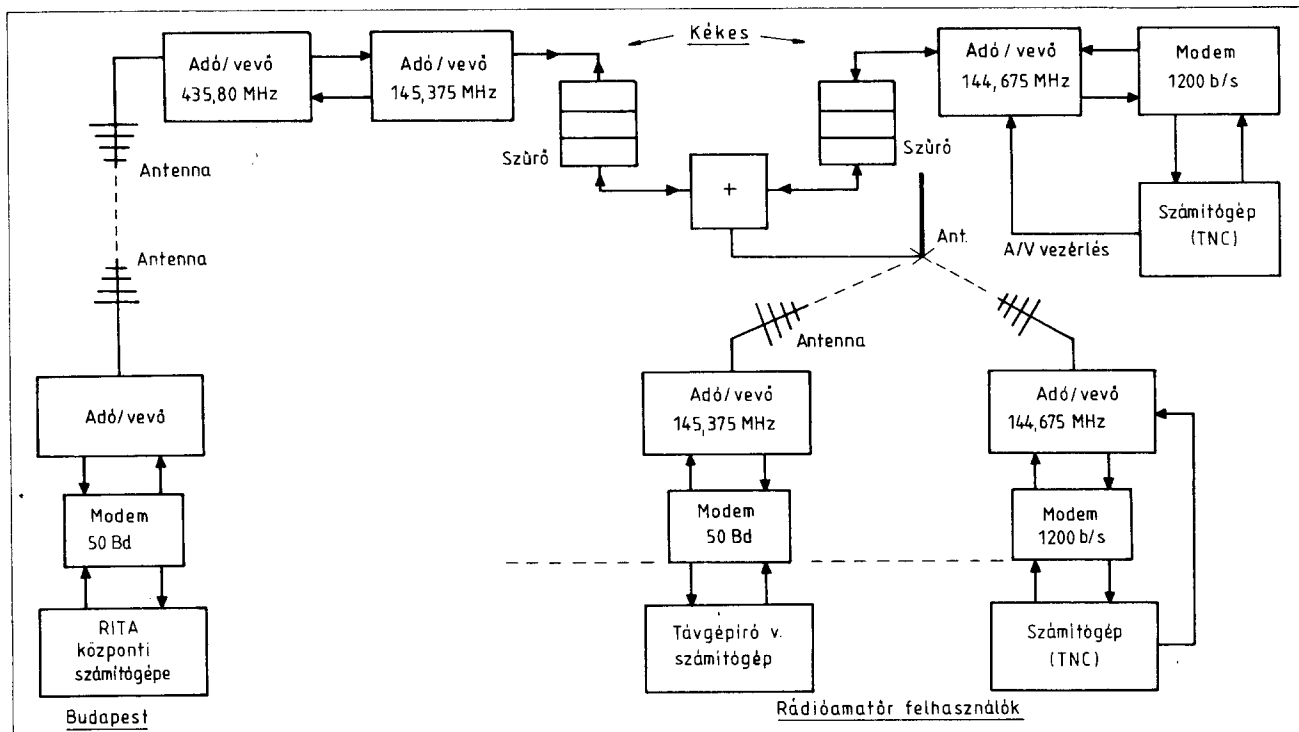 Kékes
Adó/vevő
435,80 MHz
Adó/vevő
145,375 MHz
Szűrő
Szűrő
Adó/vevő
144,675 MHz
Modem
1200 b/s
Antenna
+
Ant.
A/V vezérlés
Számítógép
(TNC)
Antenna
Antenna
Adó/vevő
Modem
50 Bd
RITA
központi
számítógépe
Budapest
Adó/vevő
145,375 MHz
Modem
50 Bd
Távgépíró v.
számítógép
Adó/vevő
144,675 MHz
Modem
1200 b/s
Számítógép
(TNC)
Rádióamatőr felhasználók